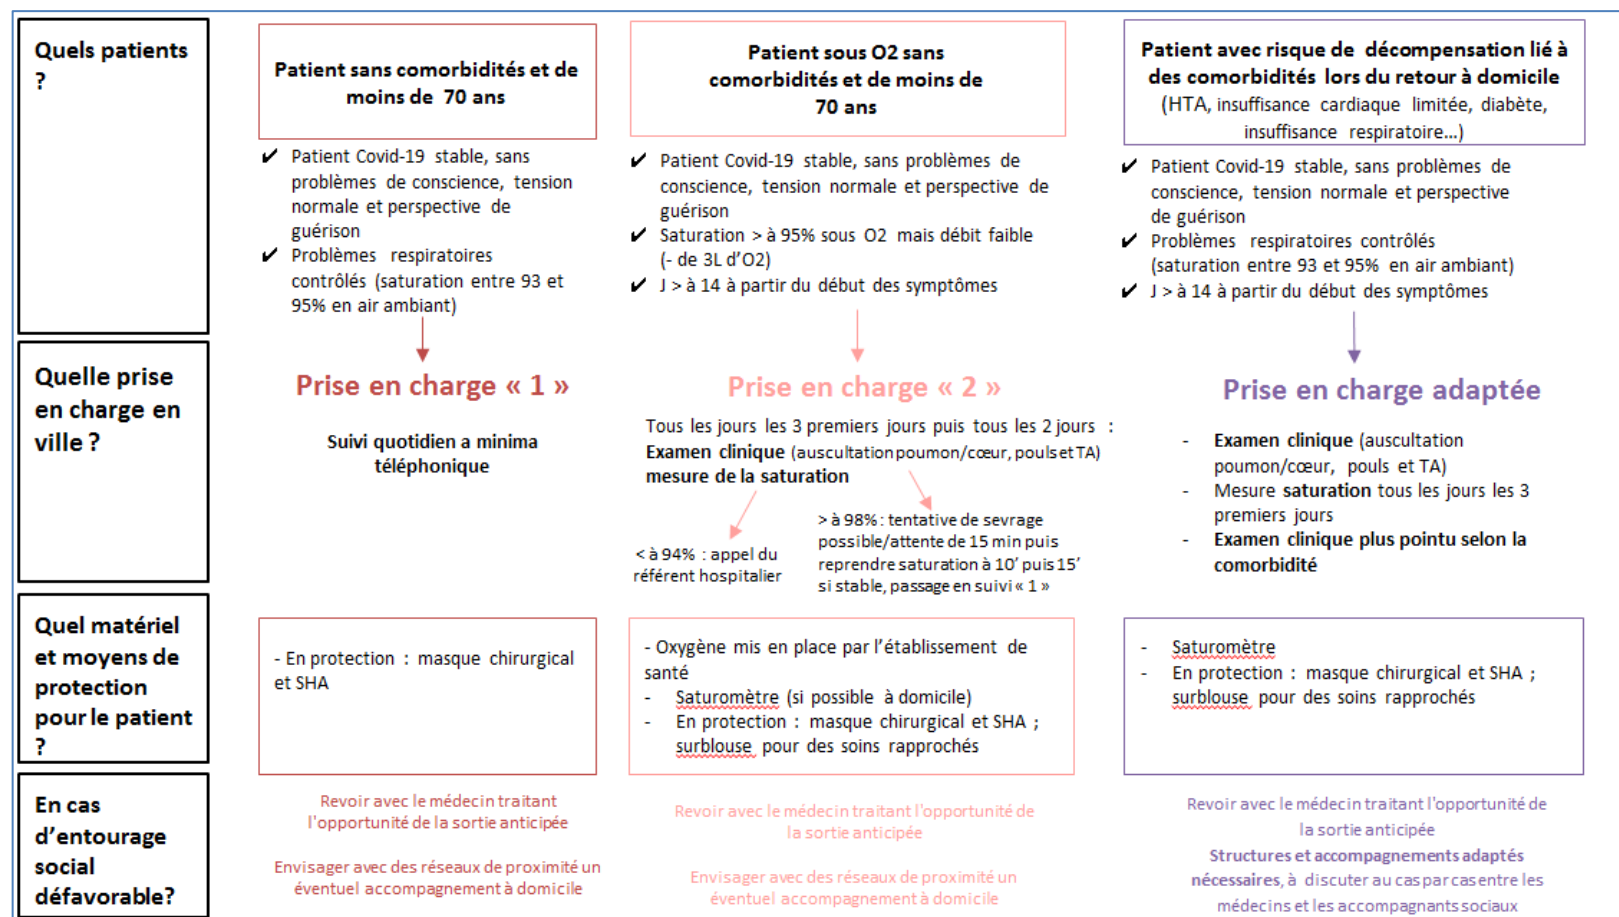 Quels patients
?
Patient sans comorbidités et de
moins de 70 ans
✔ Patient Covid-19 stable, sans
problèmes de conscience, tension
normale et perspective de
guérison
✔ Problèmes respiratoires
contrôlés (saturation entre 93 et
95% en air ambiant)
Patient sous O2 sans
comorbidités et de moins de
70 ans
✔ Patient Covid-19 stable, sans problèmes de
conscience, tension normale et perspective de
guérison
✔ Saturation > à 95% sous O2 mais débit faible
(- de 3L d’O2)
✔ J > à 14 à partir du début des symptômes
Patient avec risque de décompensation lié à
des comorbidités lors du retour à domicile
(HTA, insuffisance cardiaque limitée, diabète,
insuffisance respiratoire…)
✔ Patient Covid-19 stable, sans problèmes de
conscience, tension normale et perspective
de guérison
✔ Problèmes respiratoires contrôlés
(saturation entre 93 et 95% en air ambiant)
✔ J > à 14 à partir du début des symptômes
Quelle prise
en charge en
ville ?
Prise en charge « 1 »
Suivi quotidien a minima
téléphonique
Prise en charge « 2 »
Tous les jours les 3 premiers jours puis tous les 2 jours :
Examen clinique (auscultation poumon/cœur, pouls et TA)
mesure de la saturation
< à 94% : appel du
référent hospitalier
> à 98% : tentative de sevrage
possible/attente de 15 min puis
reprendre saturation à 10’ puis 15’
si stable, passage en suivi « 1 »
Prise en charge adaptée
- Examen clinique (auscultation
poumon/cœur, pouls et TA)
- Mesure saturation tous les jours les 3
premiers jours
- Examen clinique plus pointu selon la
comorbidité
Quel matériel
et moyens de
protection
pour le patient
?
- En protection : masque chirurgical
et SHA
- Oxygène mis en place par l’établissement de
santé
- Saturomètre (si possible à domicile)
- En protection : masque chirurgical et SHA ;
surblouse pour des soins rapprochés
- Saturomètre
- En protection : masque chirurgical et SHA ;
surblouse pour des soins rapprochés
En cas
d’entourage
social
défavorable?
Revoir avec le médecin traitant
l'opportunité de la sortie anticipée
Envisager avec des réseaux de proximité un
éventuel accompagnement à domicile
Revoir avec le médecin traitant l'opportunité de
la sortie anticipée
Envisager avec des réseaux de proximité un
éventuel accompagnement à domicile
Revoir avec le médecin traitant l'opportunité de
la sortie anticipée
Structures et accompagnements adaptés
nécessaires, à discuter au cas par cas entre les
médecins et les accompagnants sociaux